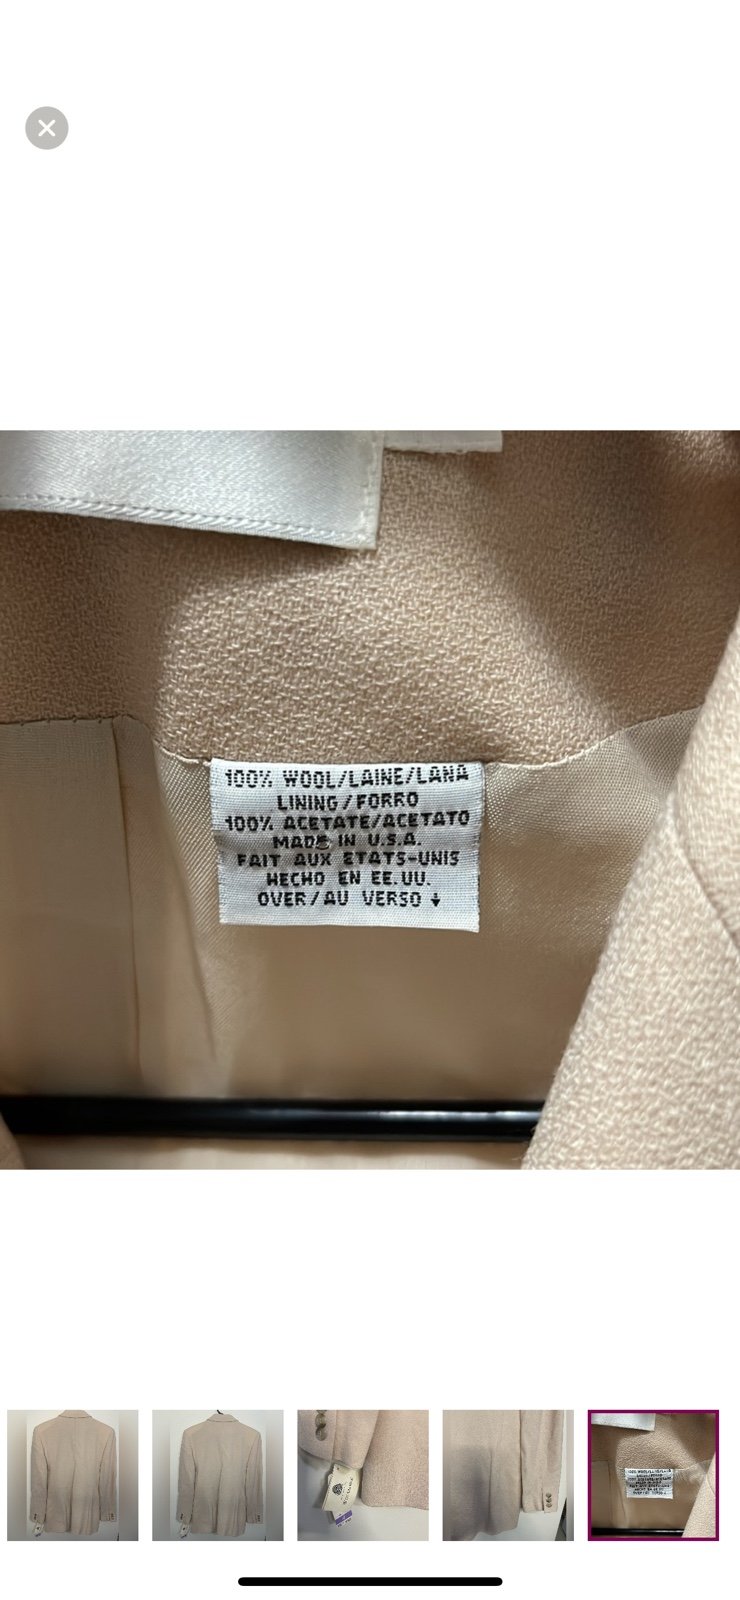 100% WOOL/LAINE/LANA
LINING/FORRO
100% ACETATE/ACETATO
MADE IN U.S.A.
FAIT AUX ETATS-UNIS
HECHO EN EE.UU.
OVER/AU VERSO ↓